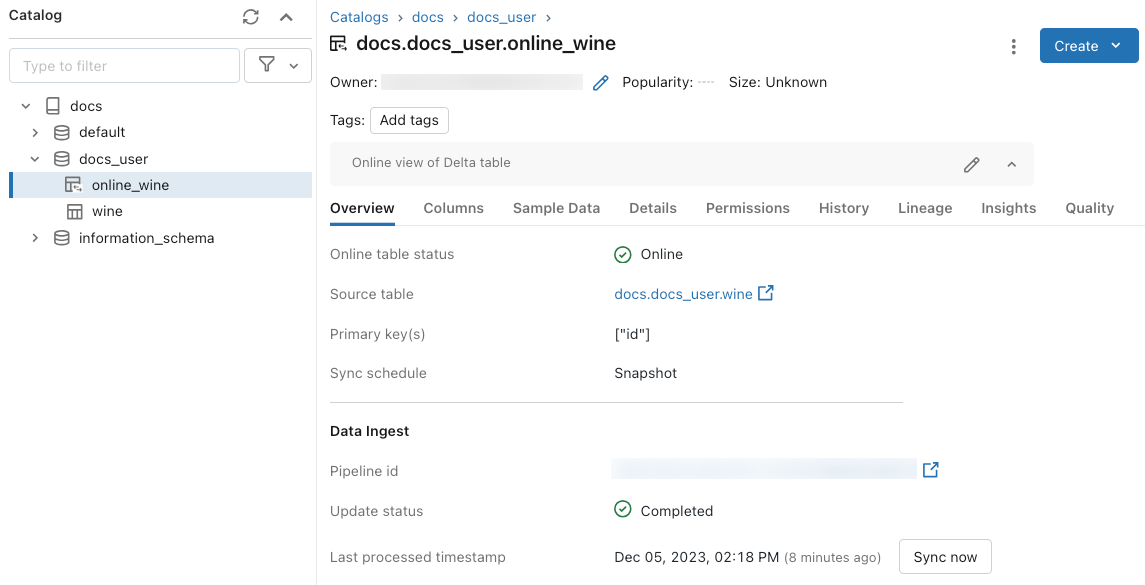 Catalog
Type to filter
docs
default
docs_user
online_wine
wine
information_schema
Catalogs › docs › docs_user ›
docs.docs_user.online_wine
Create
Owner: Popularity: ---- Size: Unknown
Tags: Add tags
Online view of Delta table
Overview Columns Sample Data Details Permissions History Lineage Insights Quality
Online table status Online
Source table docs.docs_user.wine
Primary key(s) ["id"]
Sync schedule Snapshot
Data Ingest
Pipeline id
Update status Completed
Last processed timestamp Dec 05, 2023, 02:18 PM (8 minutes ago) Sync now